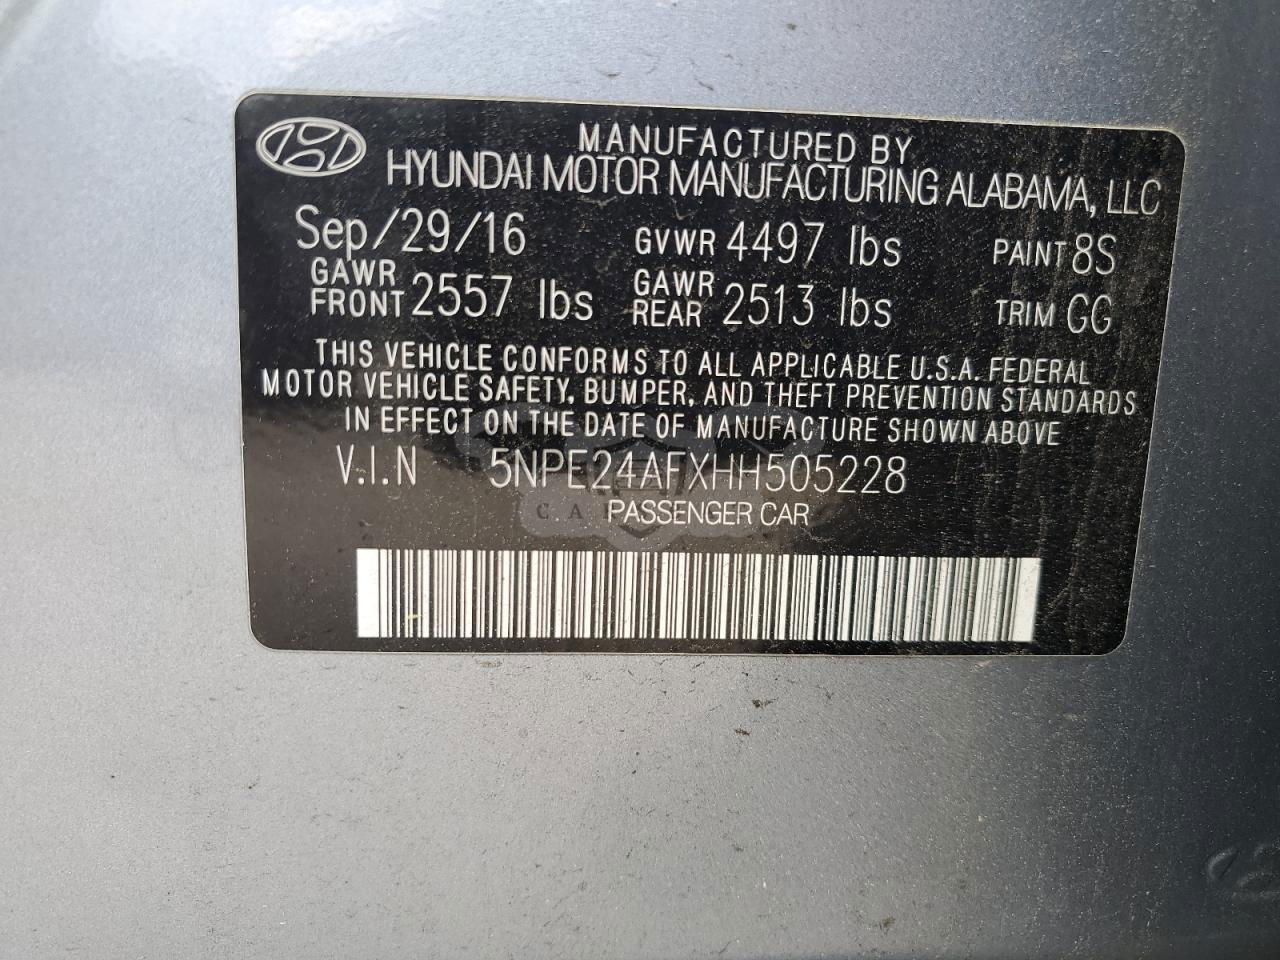 MANUFACTURED BY
HYUNDAI MOTOR MANUFACTURING ALABAMA, LLC
Sep/29/16 GVWR 4497 lbs PAINT 8S
GAWR FRONT 2557 lbs GAWR REAR 2513 lbs TRIM GG
THIS VEHICLE CONFORMS TO ALL APPLICABLE U.S.A. FEDERAL
MOTOR VEHICLE SAFETY, BUMPER, AND THEFT PREVENTION STANDARDS
IN EFFECT ON THE DATE OF MANUFACTURE SHOWN ABOVE
V.I.N 5NPE24AFXHH505228
PASSENGER CAR